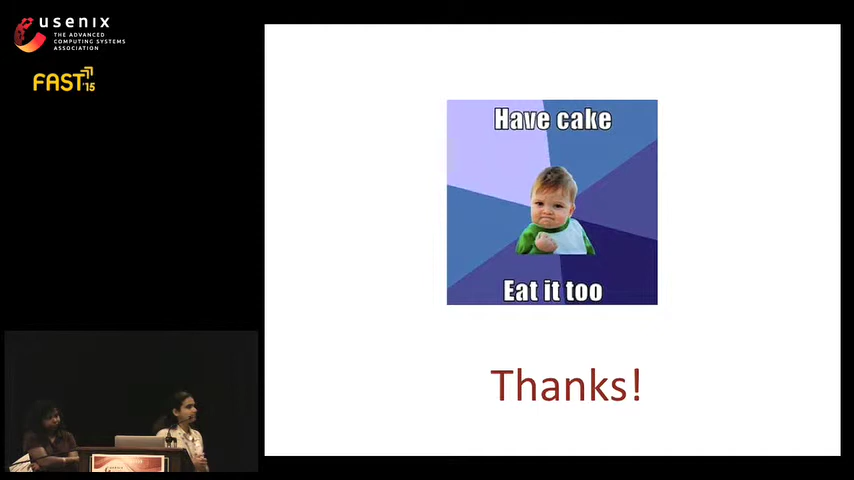 usenix
THE ADVANCED
COMPUTING SYSTEMS
ASSOCIATION
FAST '15
Have cake
Eat it too
Thanks!